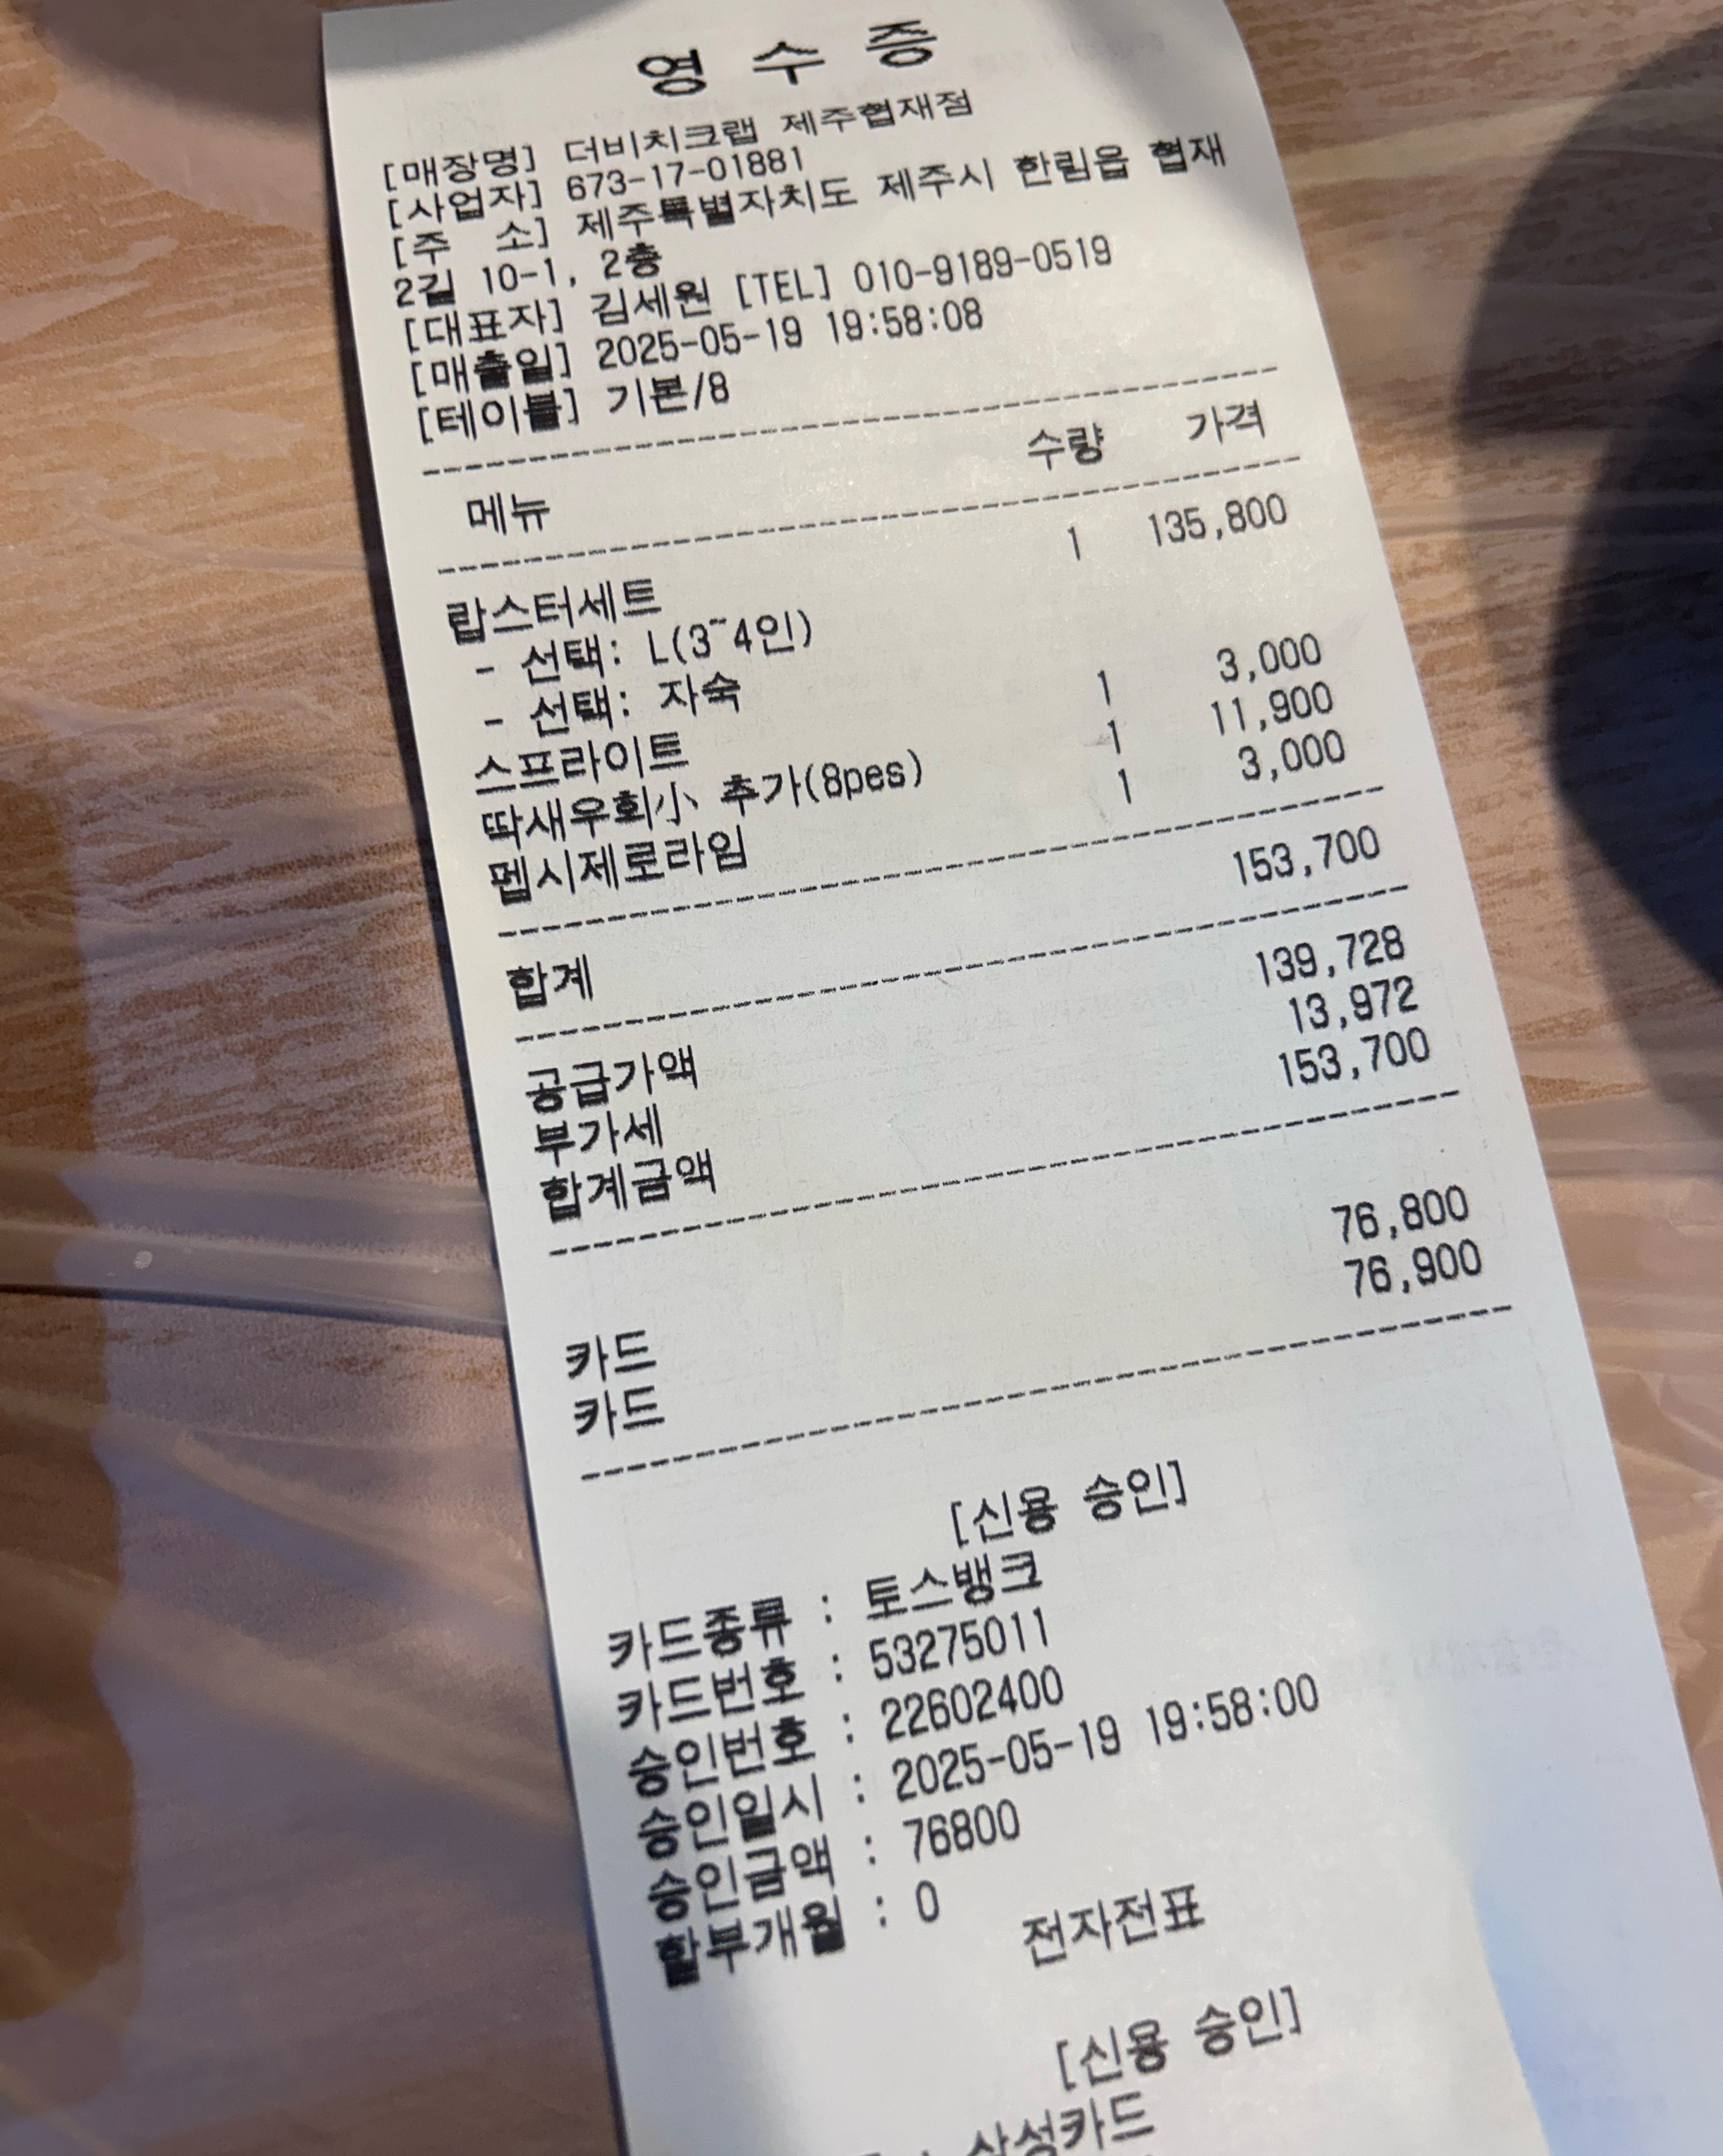 영 수 증
[매장명] 더비치크랩 제주협재점
[사업자] 673-17-01881
[주 소] 제주특별자치도 제주시 한림읍 협재
2길 10-1, 2층
[대표자] 김세원 [TEL] 010-9189-0519
[매출일] 2025-05-19 19:58:08
[테이블] 기본/8
메뉴 수량 가격
랍스터세트 1 135,800
- 선택: L(3~4인)
- 선택: 자숙
스프라이트 1 3,000
딱새우회小 추가(8pes) 1 11,900
펩시제로라임 1 3,000
합계 153,700
공급가액 139,728
부가세 13,972
합계금액 153,700
카드 76,800
카드 76,900
[신용 승인]
카드종류 : 토스뱅크
카드번호 : 53275011
승인번호 : 22602400
승인일시 : 2025-05-19 19:58:00
승인금액 : 76800
할부개월 : 0
전자전표
[신용 승인]
: 삼성카드